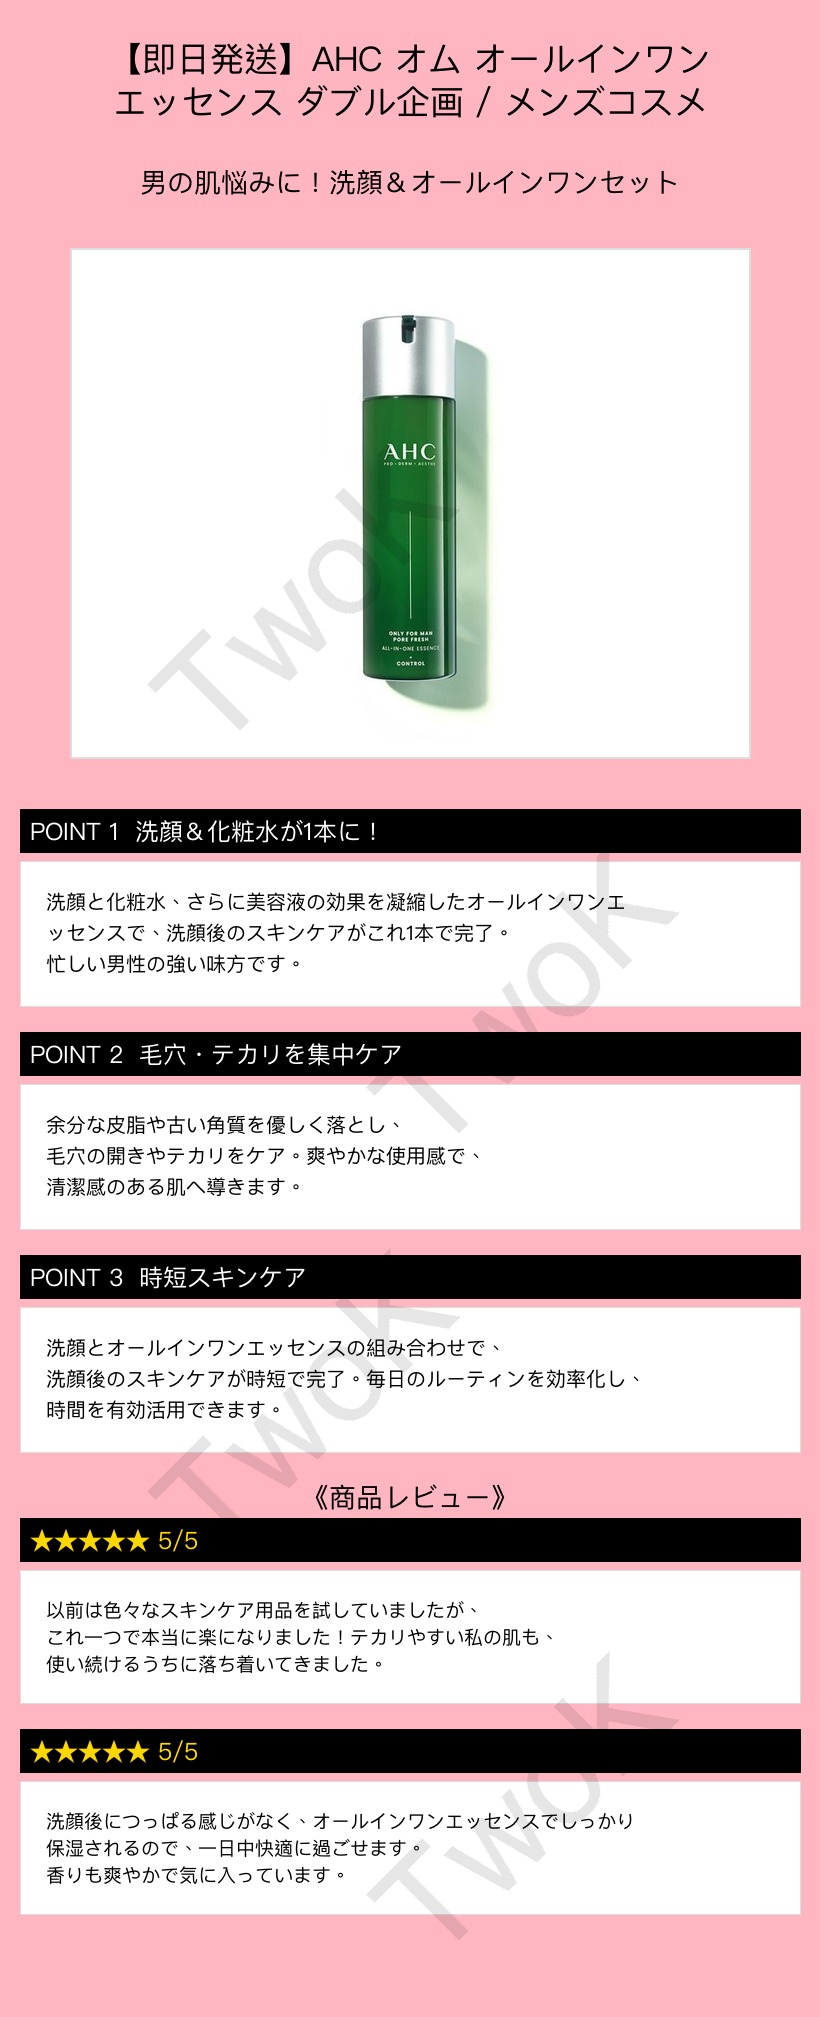 【即日発送】AHC オム オールインワン
エッセンス ダブル企画 / メンズコスメ
男の肌悩みに！洗顔＆オールインワンセット
AHC
PRO • DERM • AESTHE
ONLY FOR MAN
PORE FRESH
ALL-IN-ONE ESSENCE
•
CONTROL
TwoK
POINT 1 洗顔＆化粧水が1本に！
洗顔と化粧水、さらに美容液の効果を凝縮したオールインワンエ
ッセンスで、洗顔後のスキンケアがこれ1本で完了。
忙しい男性の強い味方です。
TwoK
POINT 2 毛穴・テカリを集中ケア
余分な皮脂や古い角質を優しく落とし、
毛穴の開きやテカリをケア。爽やかな使用感で、
清潔感のある肌へ導きます。
POINT 3 時短スキンケア
洗顔とオールインワンエッセンスの組み合わせで、
洗顔後のスキンケアが時短で完了。毎日のルーティンを効率化し、
時間を有効活用できます。
TwoK
《商品レビュー》
★★★★★ 5/5
以前は色々なスキンケア用品を試していましたが、
これ一つで本当に楽になりました！テカリやすい私の肌も、
使い続けるうちに落ち着いてきました。
★★★★★ 5/5
洗顔後につっぱる感じがなく、オールインワンエッセンスでしっかり
保湿されるので、一日中快適に過ごせます。
香りも爽やかで気に入っています。
TwoK